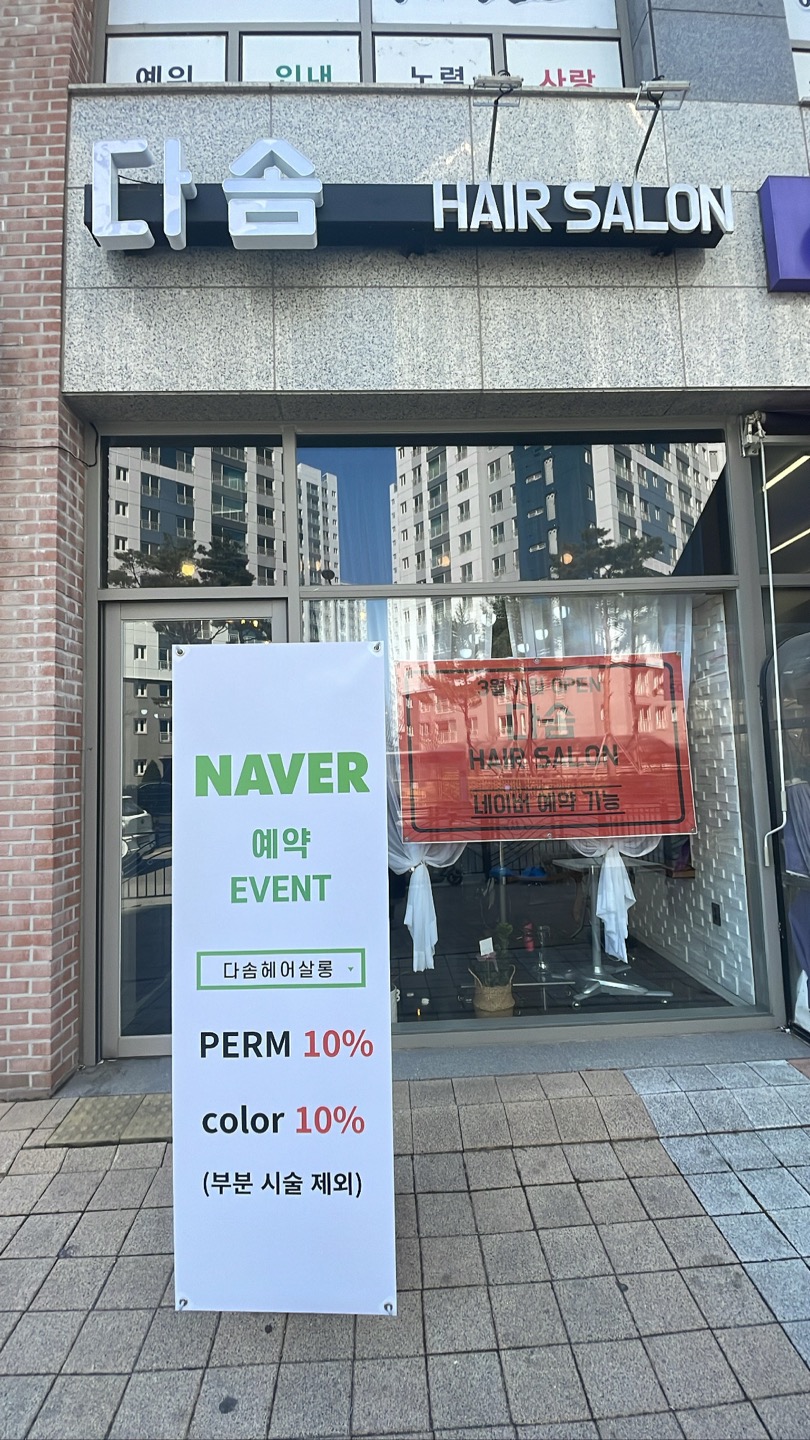 예의 인내 노력 사랑
다솜 HAIR SALON
NAVER
예약
EVENT
다솜헤어살롱
PERM 10%
color 10%
(부분 시술 제외)
3월 OPEN
다솜
HAIR SALON
네이버 예약 가능